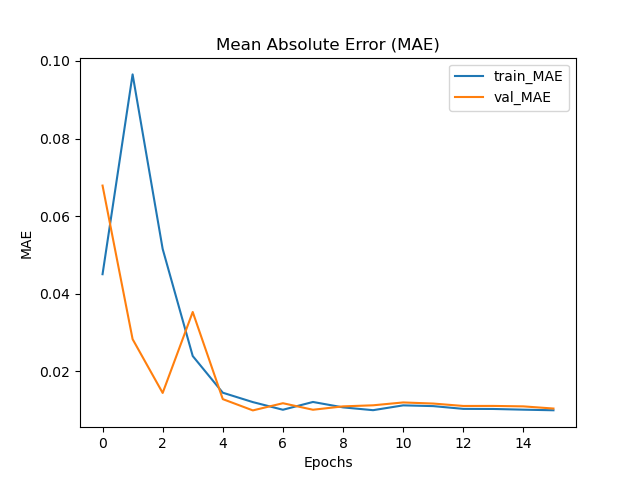 Mean Absolute Error (MAE)
train_MAE
val_MAE
0.10
0.08
0.06
0.04
0.02
MAE
0 2 4 6 8 10 12 14
Epochs